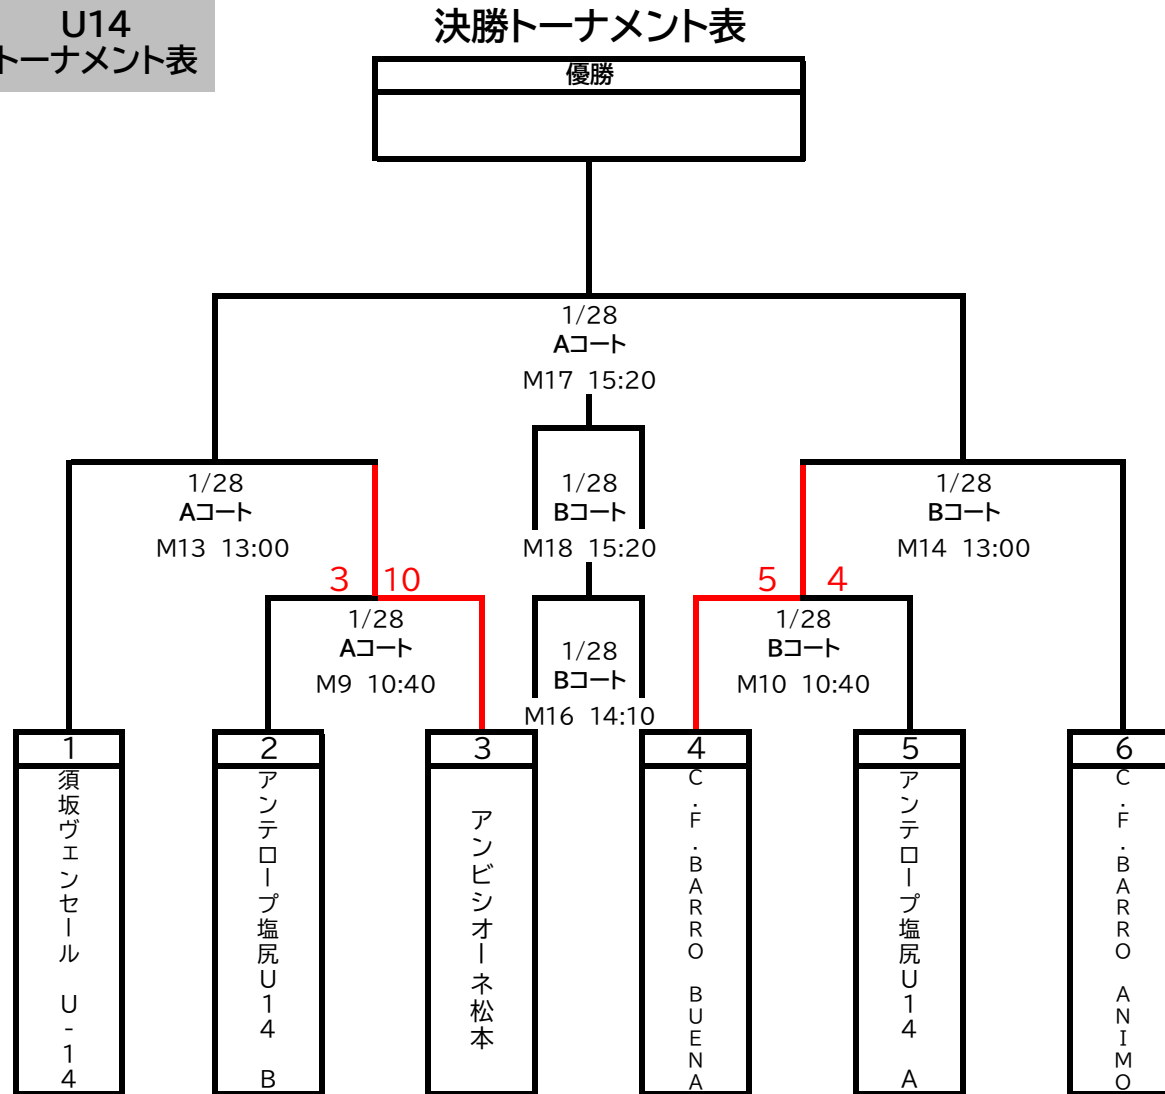 U14
トーナメント表
決勝トーナメント表
優勝
1/28
Aコート
M17 15:20
1/28
Aコート
M13 13:00
1/28
Bコート
M18 15:20
1/28
Bコート
M14 13:00
3 10
5 4
1/28
Aコート
M9 10:40
1/28
Bコート
M16 14:10
1/28
Bコート
M10 10:40
1
須坂ヴェンセール U-14
2
アンテロープ塩尻U14 B
3
アンビシオーネ松本
4
C.F.BARRO BUENA
5
アンテロープ塩尻U14 A
6
C.F.BARRO ANIMO